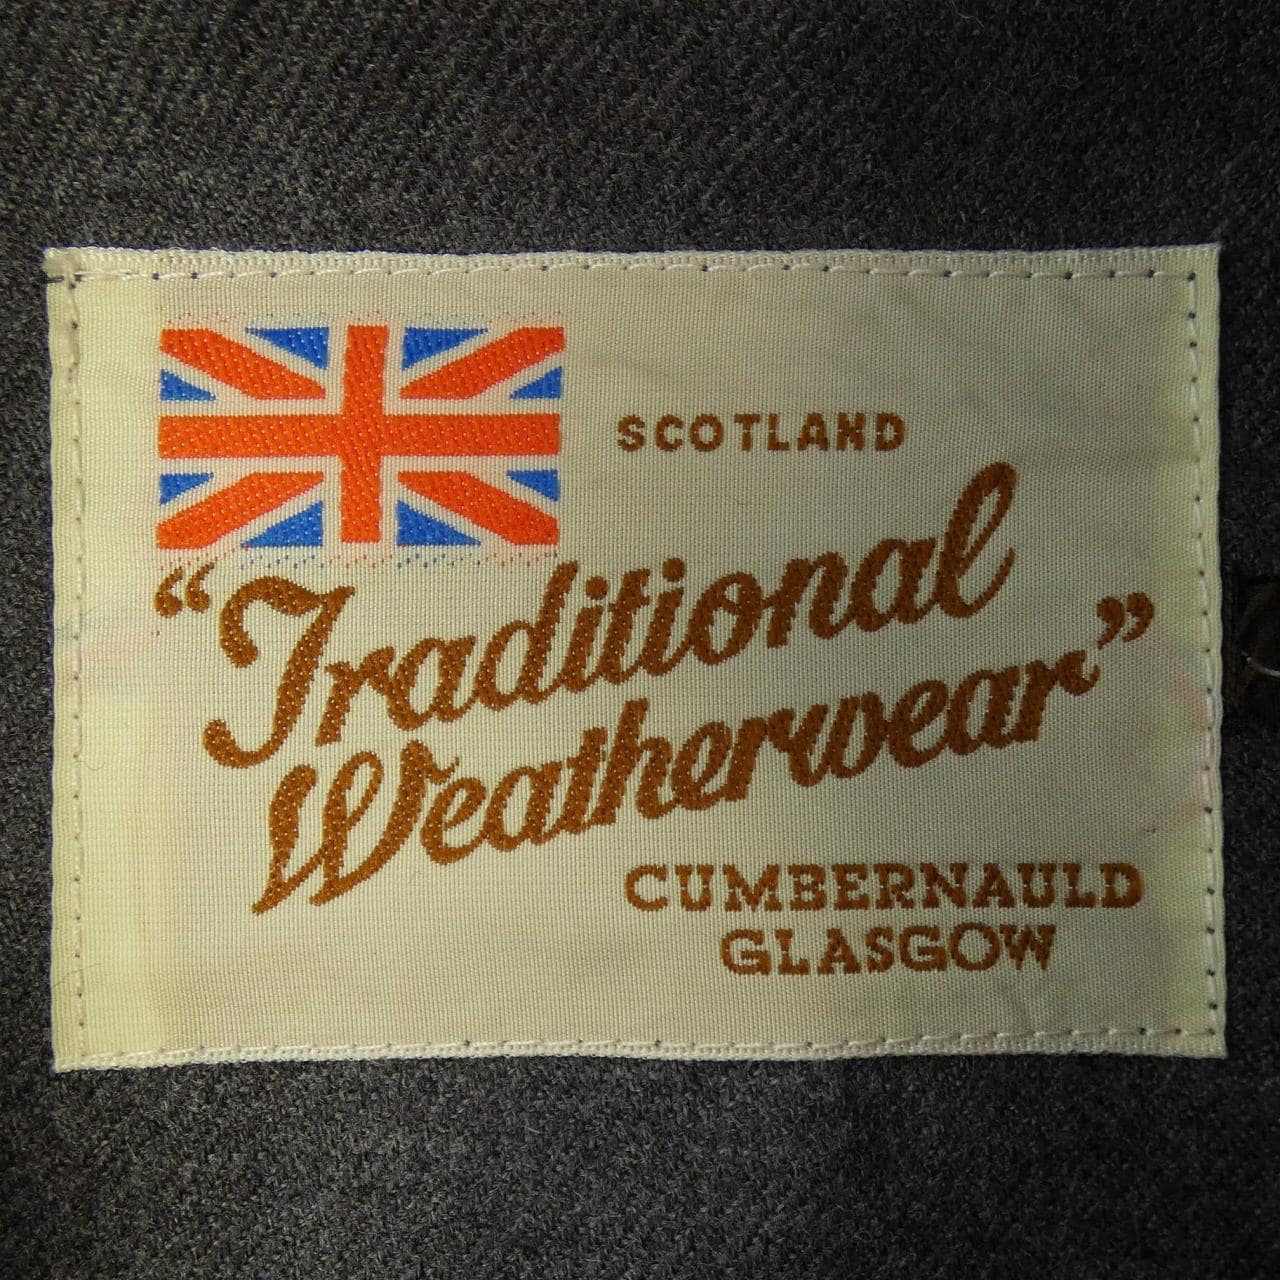 SCOTLAND
“Traditional
Weatherwear”
CUMBERNAULD
GLASGOW